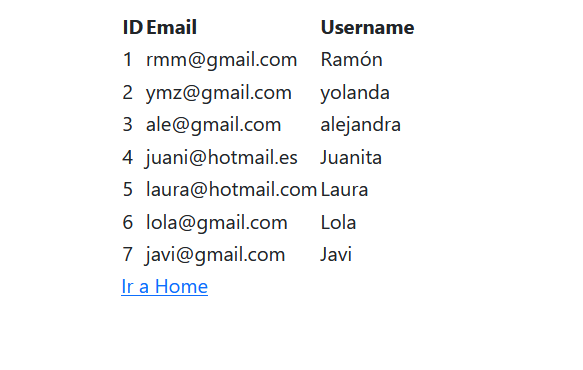 ID Email Username
1 rmm@gmail.com Ramón
2 ymz@gmail.com yolanda
3 ale@gmail.com alejandra
4 juani@hotmail.es Juanita
5 laura@hotmail.com Laura
6 lola@gmail.com Lola
7 javi@gmail.com Javi
Ir a Home